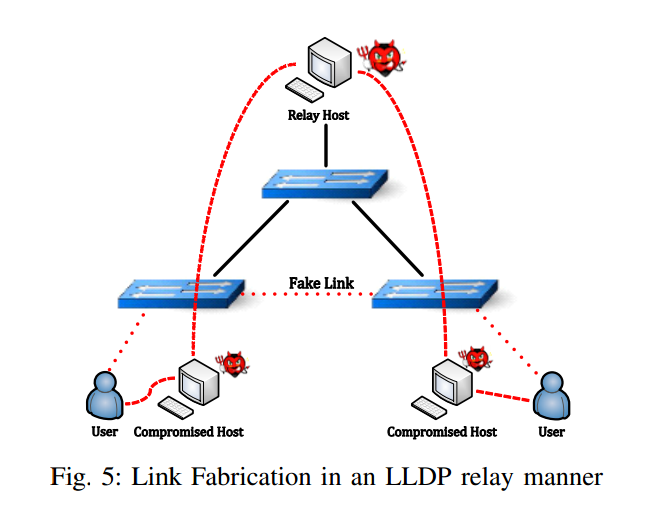 Relay Host
Fake Link
User
Compromised Host
Compromised Host
User
Fig. 5: Link Fabrication in an LLDP relay manner